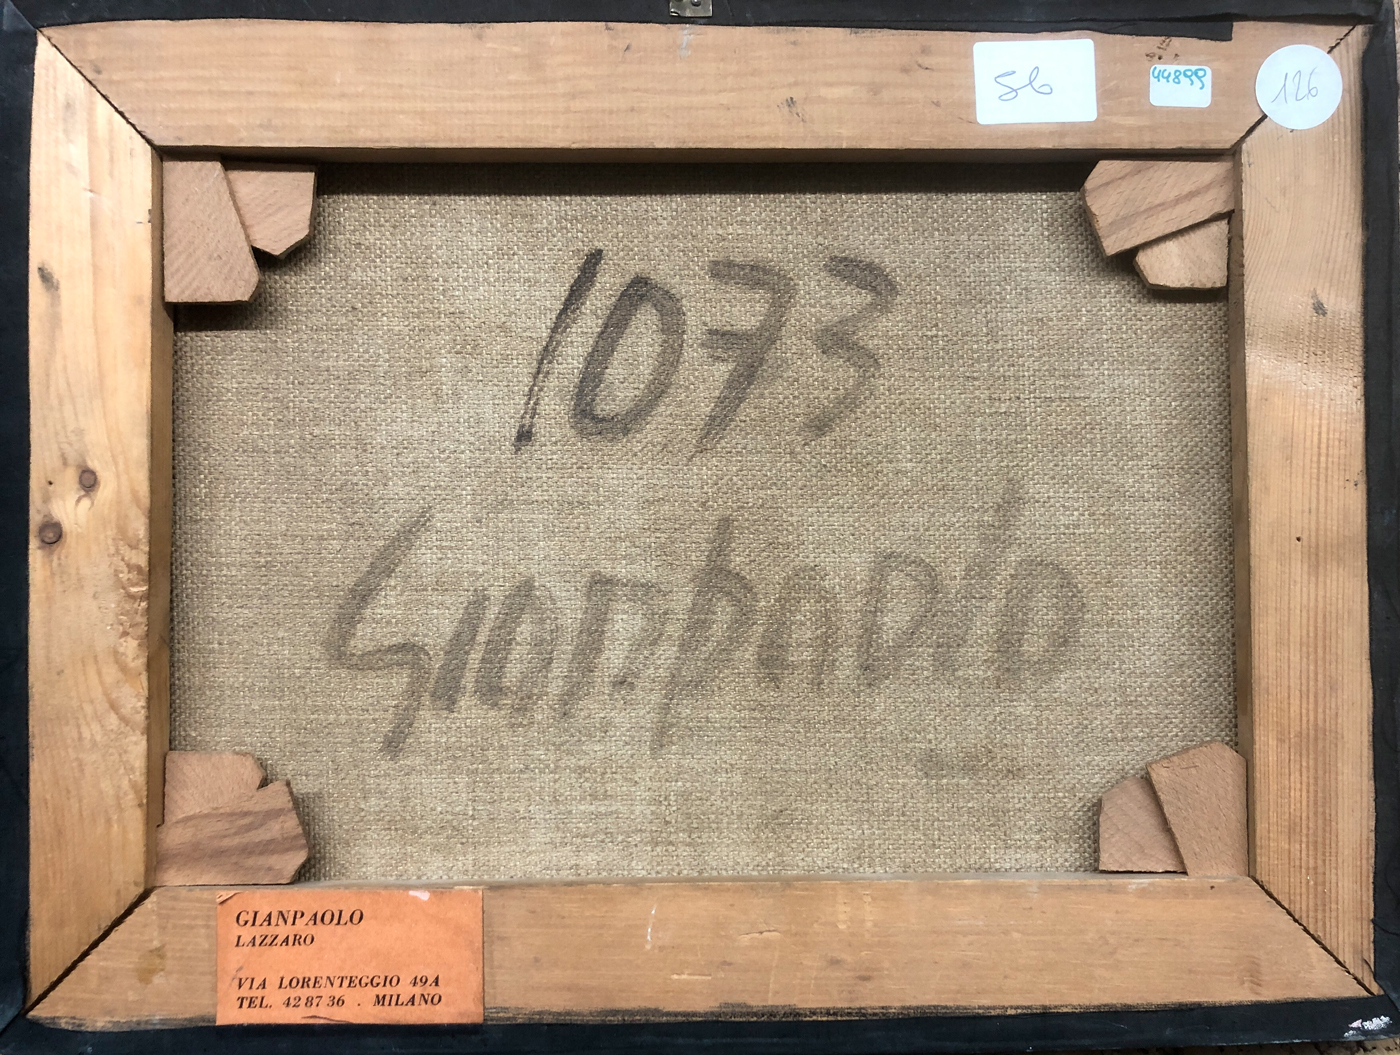 56
44899
126
1073
Gianpaolo
GIANPAOLO
LAZZARO
VIA LORENTEGGIO 49A
TEL. 42 87 36 . MILANO